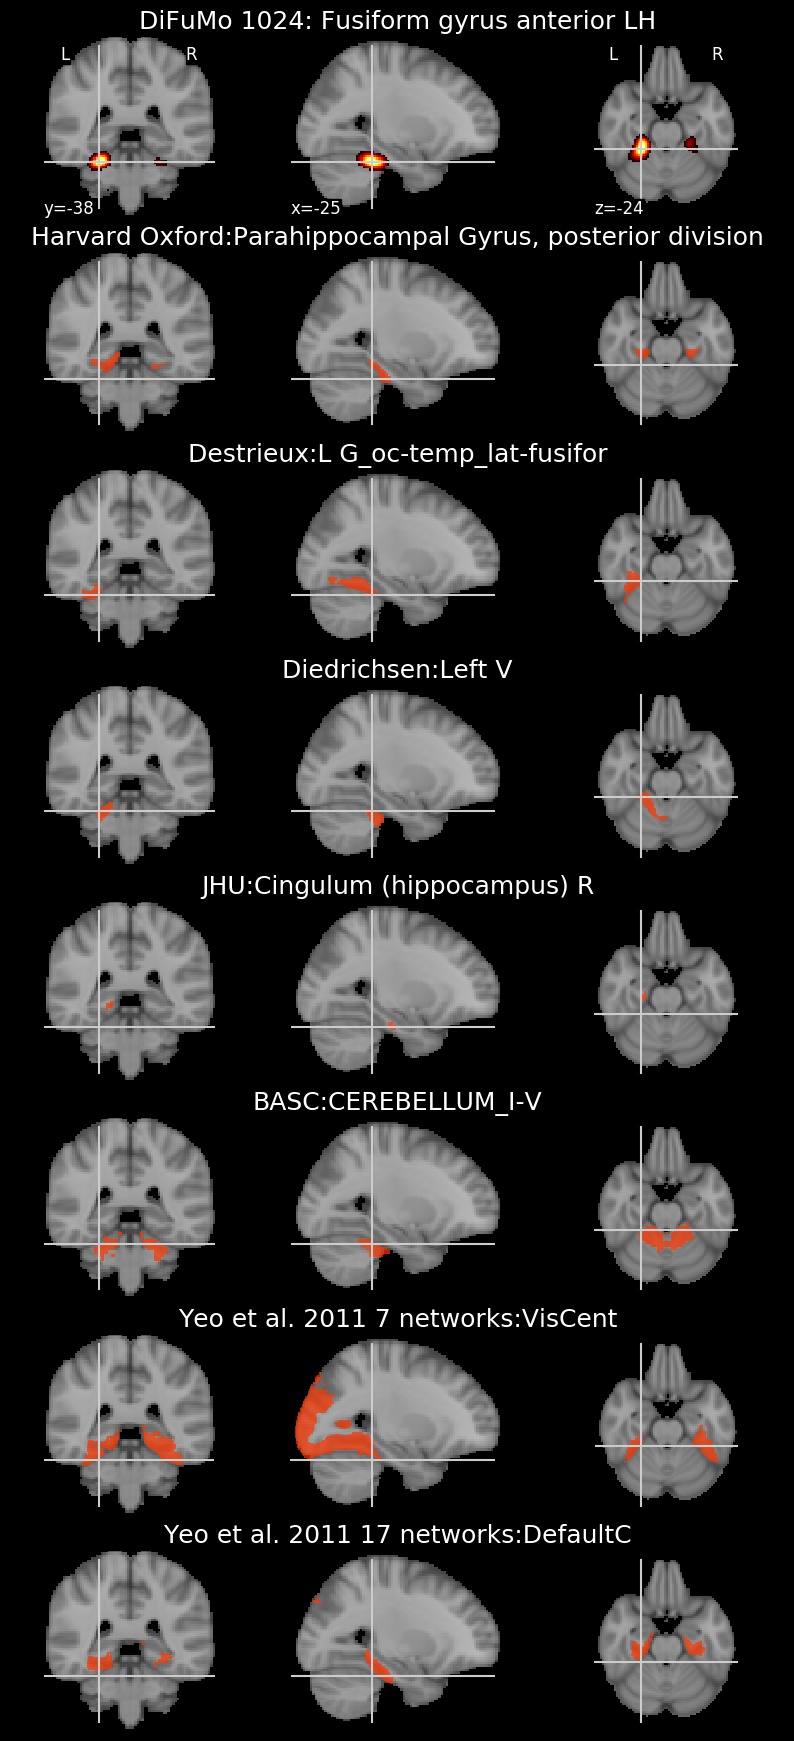 DiFuMo 1024: Fusiform gyrus anterior LH
L R L R
y=-38 x=-25 z=-24
Harvard Oxford:Parahippocampal Gyrus, posterior division
Destrieux:L G_oc-temp_lat-fusifor
Diedrichsen:Left V
JHU:Cingulum (hippocampus) R
BASC:CEREBELLUM_I-V
Yeo et al. 2011 7 networks:VisCent
Yeo et al. 2011 17 networks:DefaultC